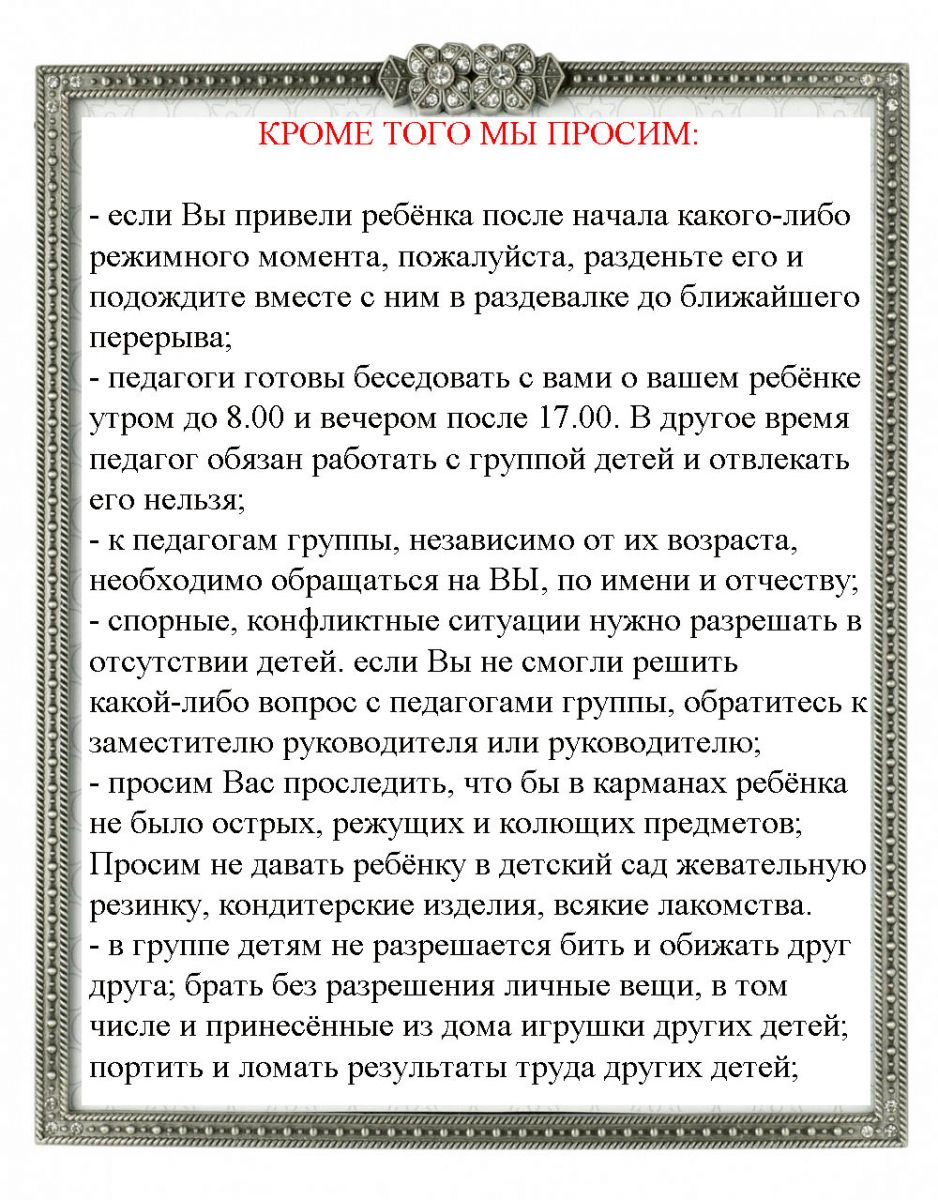 КРОМЕ ТОГО МЫ ПРОСИМ:
- если Вы привели ребёнка после начала какого-либо
режимного момента, пожалуйста, разденьте его и
подождите вместе с ним в раздевалке до ближайшего
перерыва;
- педагоги готовы беседовать с вами о вашем ребёнке
утром до 8.00 и вечером после 17.00. В другое время
педагог обязан работать с группой детей и отвлекать
его нельзя;
- к педагогам группы, независимо от их возраста,
необходимо обращаться на ВЫ, по имени и отчеству;
- спорные, конфликтные ситуации нужно разрешать в
отсутствии детей. если Вы не смогли решить
какой-либо вопрос с педагогами группы, обратитесь к
заместителю руководителя или руководителю;
- просим Вас проследить, что бы в карманах ребёнка
не было острых, режущих и колющих предметов;
Просим не давать ребёнку в детский сад жевательную
резинку, кондитерские изделия, всякие лакомства.
- в группе детям не разрешается бить и обижать друг
друга; брать без разрешения личные вещи, в том
числе и принесённые из дома игрушки других детей;
портить и ломать результаты труда других детей;